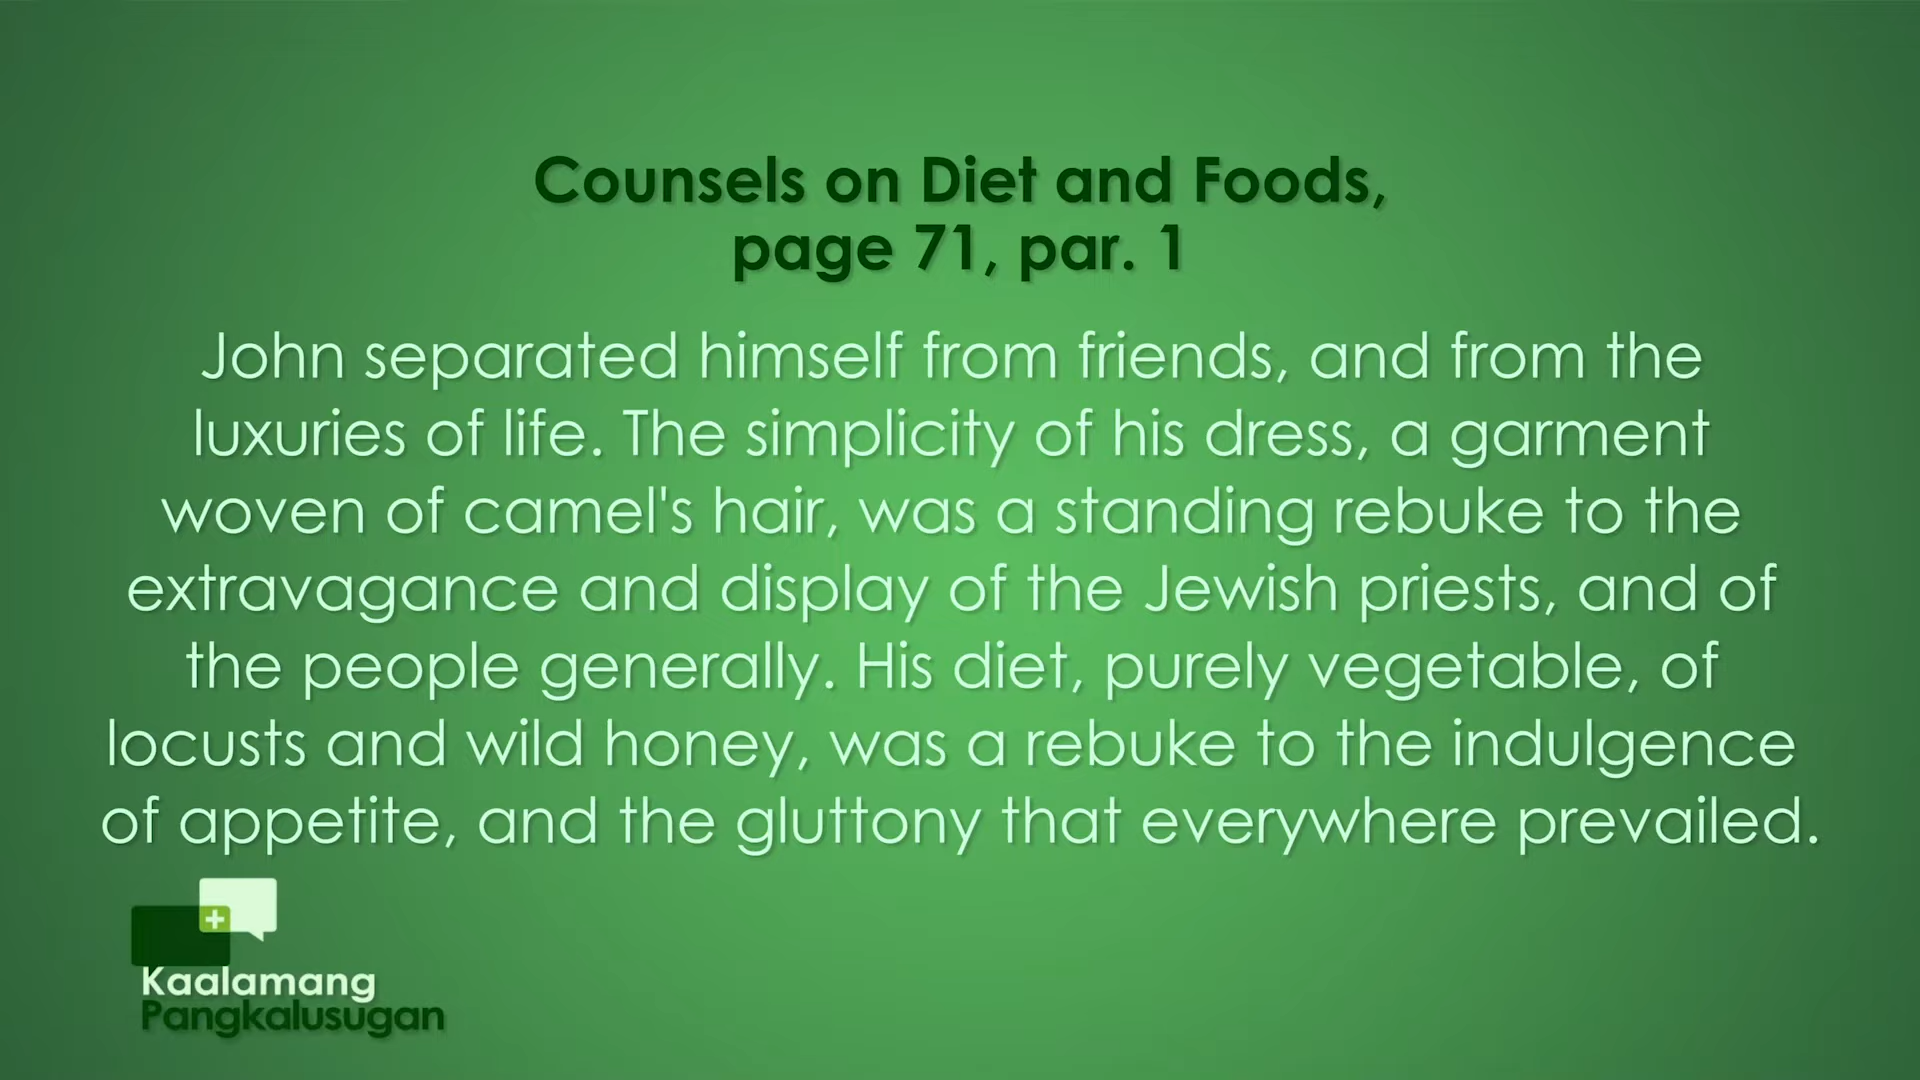 Counsels on Diet and Foods,
page 71, par. 1
John separated himself from friends, and from the
luxuries of life. The simplicity of his dress, a garment
woven of camel's hair, was a standing rebuke to the
extravagance and display of the Jewish priests, and of
the people generally. His diet, purely vegetable, of
locusts and wild honey, was a rebuke to the indulgence
of appetite, and the gluttony that everywhere prevailed.
Kaalamang
Pangkalusugan